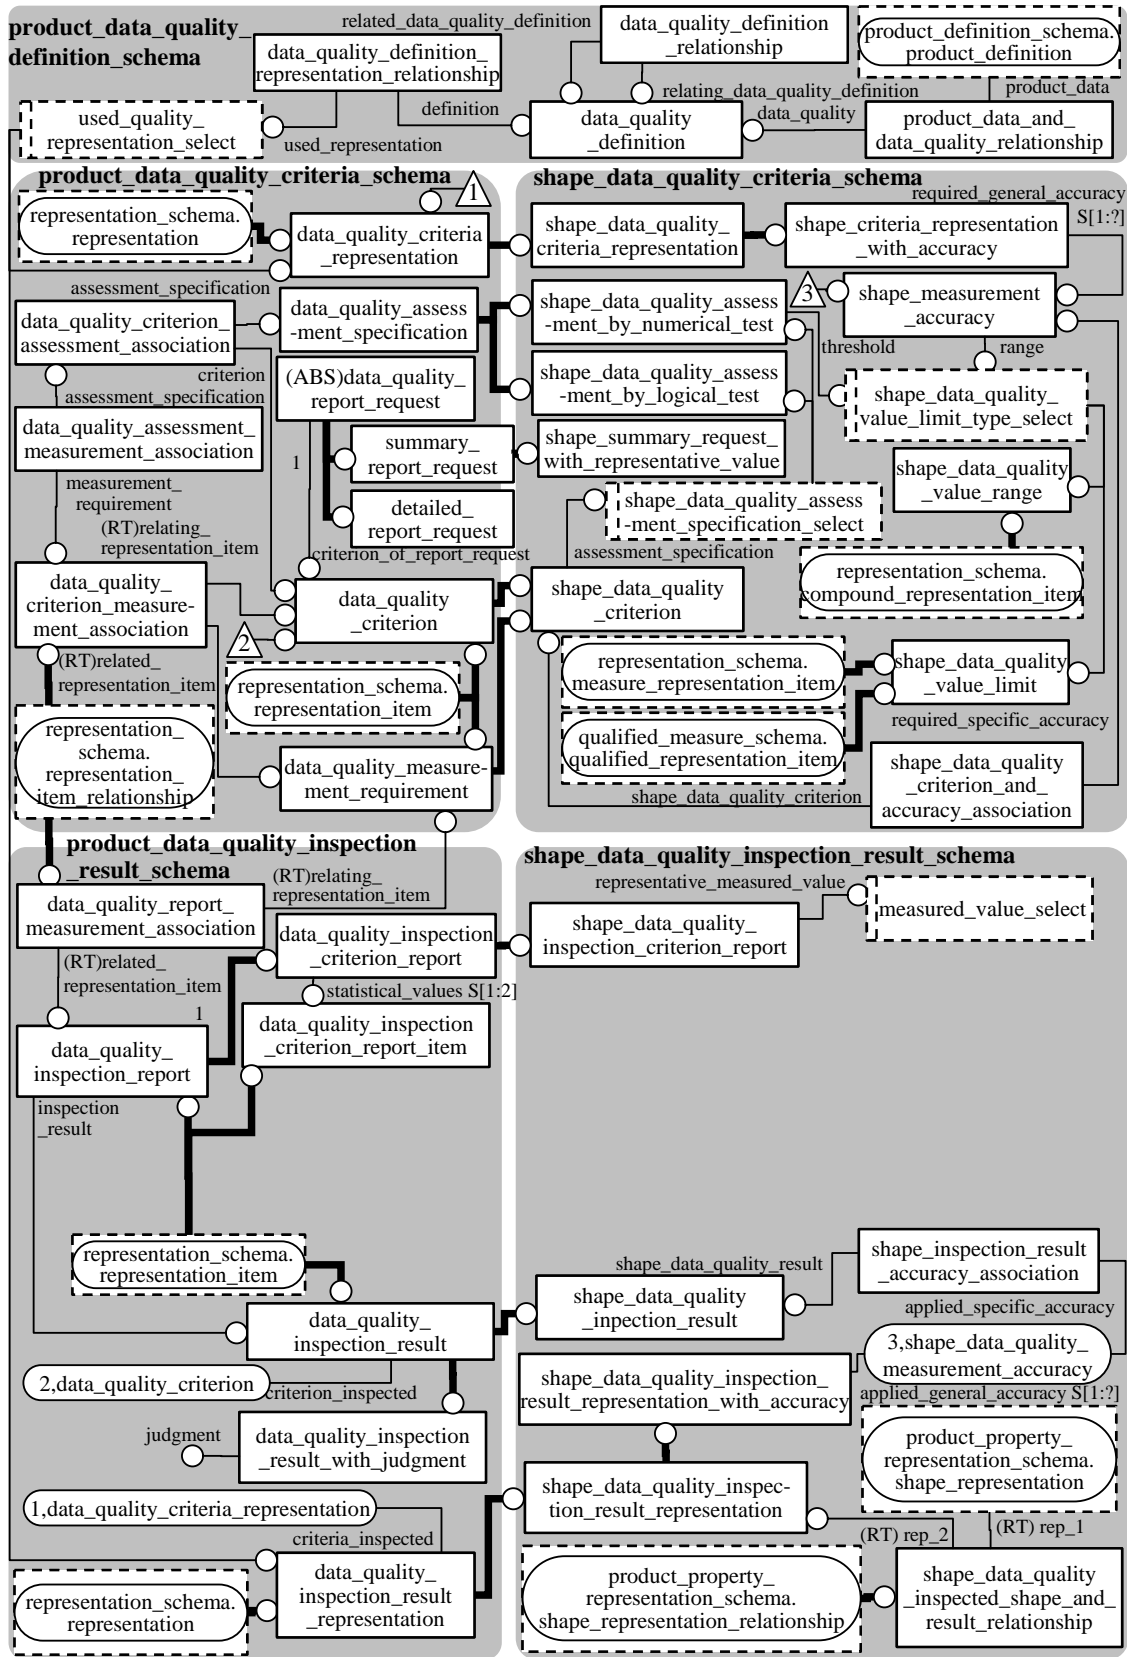 product_data_quality_
definition_schema
related_data_quality_definition
data_quality_definition_
representation_relationship
data_quality_definition
_relationship
product_definition_schema.
product_definition
used_quality_
representation_select
used_representation
definition
data_quality
_definition
relating_data_quality_definition
data_quality
product_data
product_data_and_
data_quality_relationship
product_data_quality_criteria_schema
1
representation_schema.
representation
data_quality_criteria
_representation
assessment_specification
data_quality_criterion_
assessment_association
data_quality_assess
-ment_specification
criterion
assessment_specification
(ABS)data_quality_
report_request
data_quality_assessment_
measurement_association
1
summary_
report_request
measurement_
requirement
detailed_
report_request
(RT)relating_
representation_item
criterion_of_report_request
data_quality_
criterion_measure-
ment_association
data_quality
_criterion
2
(RT)related_
representation_item
representation_schema.
representation_item
representation_
schema.
representation_
item_relationship
data_quality_measure-
ment_requirement
shape_data_quality_criteria_schema
required_general_accuracy
S[1:?]
shape_data_quality_
criteria_representation
shape_criteria_representation
_with_accuracy
shape_data_quality_assess
-ment_by_numerical_test
3
shape_measurement
_accuracy
threshold
range
shape_data_quality_assess
-ment_by_logical_test
shape_data_quality_
value_limit_type_select
shape_summary_request_
with_representative_value
shape_data_quality
_value_range
shape_data_quality_assess
-ment_specification_select
assessment_specification
representation_schema.
compound_representation_item
shape_data_quality
_criterion
representation_schema.
measure_representation_item
shape_data_quality
_value_limit
required_specific_accuracy
qualified_measure_schema.
qualified_representation_item
shape_data_quality
_criterion_and_
accuracy_association
shape_data_quality_criterion
product_data_quality_inspection
_result_schema
(RT)relating_
representation_item
data_quality_report_
measurement_association
data_quality_inspection
_criterion_report
(RT)related_
representation_item
statistical_values S[1:2]
1
data_quality_inspection
_criterion_report_item
data_quality_
inspection_report
inspection
_result
representation_schema.
representation_item
data_quality_
inspection_result
2,data_quality_criterion
criterion_inspected
judgment
data_quality_inspection
_result_with_judgment
1,data_quality_criteria_representation
criteria_inspected
representation_schema.
representation
data_quality_
inspection_result
_representation
shape_data_quality_inspection_result_schema
representative_measured_value
shape_data_quality_
inspection_criterion_report
measured_value_select
shape_data_quality_result
shape_inspection_result
_accuracy_association
shape_data_quality
_inpection_result
applied_specific_accuracy
3,shape_data_quality_
measurement_accuracy
shape_data_quality_inspection_
result_representation_with_accuracy
applied_general_accuracy S[1:?]
product_property_
representation_schema.
shape_representation
shape_data_quality_inspec-
tion_result_representation
(RT) rep_2
(RT) rep_1
product_property_
representation_schema.
shape_representation_relationship
shape_data_quality
_inspected_shape_and_
result_relationship